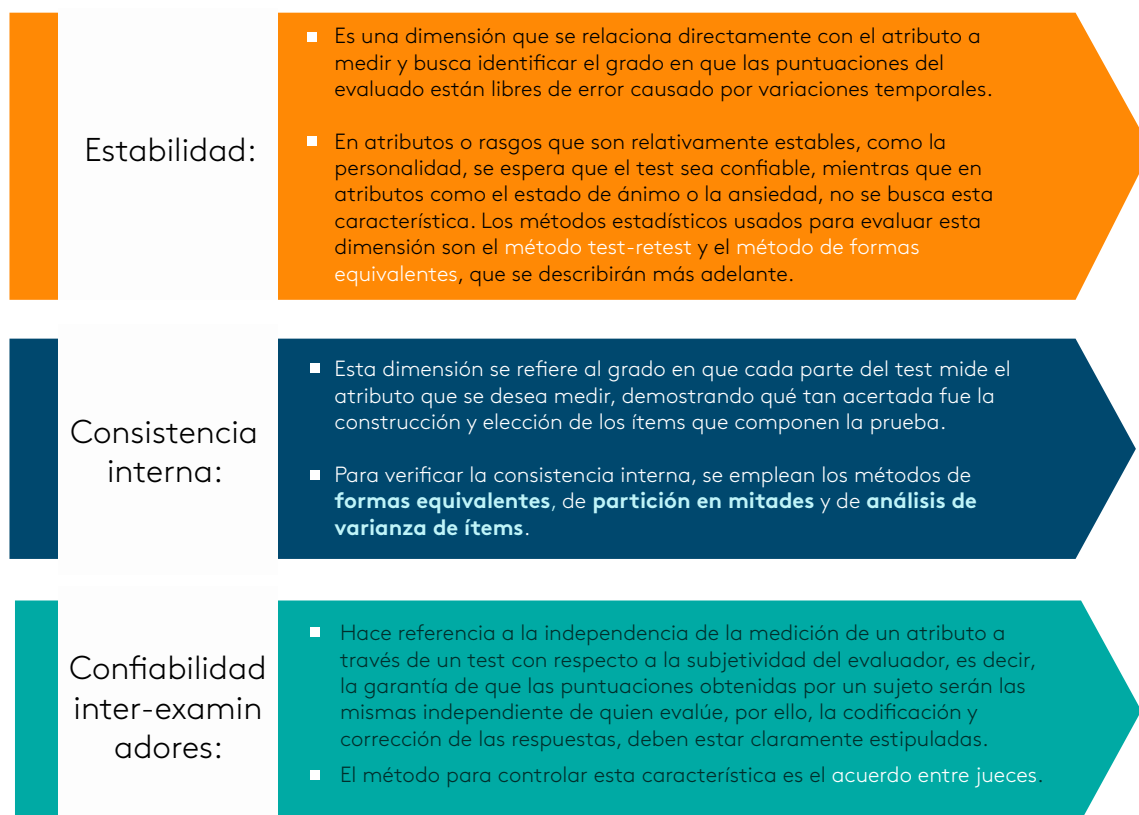 Estabilidad:
Es una dimensión que se relaciona directamente con el atributo a
medir y busca identificar el grado en que las puntuaciones del
evaluado están libres de error causado por variaciones temporales.
En atributos o rasgos que son relativamente estables, como la
personalidad, se espera que el test sea confiable, mientras que en
atributos como el estado de ánimo o la ansiedad, no se busca esta
característica. Los métodos estadísticos usados para evaluar esta
dimensión son el método test-retest y el método de formas
equivalentes, que se describirán más adelante.
Consistencia
interna:
Esta dimensión se refiere al grado en que cada parte del test mide el
atributo que se desea medir, demostrando qué tan acertada fue la
construcción y elección de los ítems que componen la prueba.
Para verificar la consistencia interna, se emplean los métodos de
formas equivalentes, de partición en mitades y de análisis de
varianza de ítems.
Confiabilidad
inter-examin
adores:
Hace referencia a la independencia de la medición de un atributo a
través de un test con respecto a la subjetividad del evaluador, es decir,
la garantía de que las puntuaciones obtenidas por un sujeto serán las
mismas independiente de quien evalúe, por ello, la codificación y
corrección de las respuestas, deben estar claramente estipuladas.
El método para controlar esta característica es el acuerdo entre jueces.